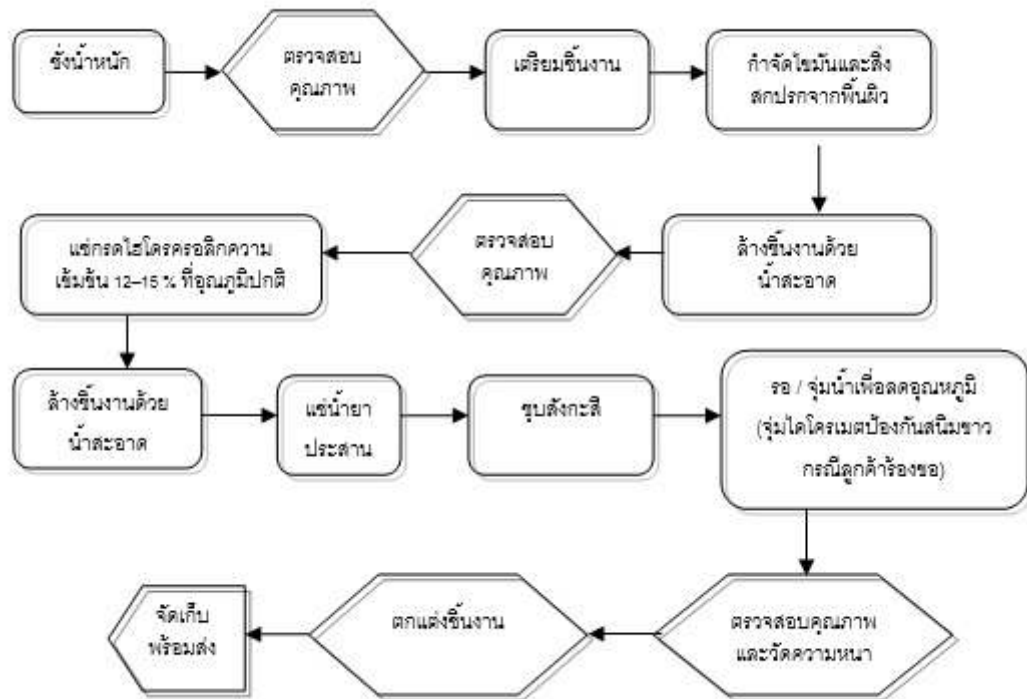 ชั่งน้ำหนัก
ตรวจสอบ
คุณภาพ
เตรียมชิ้นงาน
กำจัดไขมันและสิ่ง
สกปรกจากพื้นผิว
ล้างชิ้นงานด้วย
น้ำสะอาด
ตรวจสอบ
คุณภาพ
แช่กรดไฮโดรครอลิกความ
เข้มข้น 12–15 % ที่อุณภูมิปกติ
ล้างชิ้นงานด้วย
น้ำสะอาด
แช่น้ำยา
ประสาน
ชุบสังกะสี
รอ / จุ่มน้ำเพื่อลดอุณหภูมิ
(จุ่มไดโครเมตป้องกันสนิมขาว
กรณีลูกค้าร้องขอ)
ตรวจสอบคุณภาพ
และวัดความหนา
ตกแต่งชิ้นงาน
จัดเก็บ
พร้อมส่ง